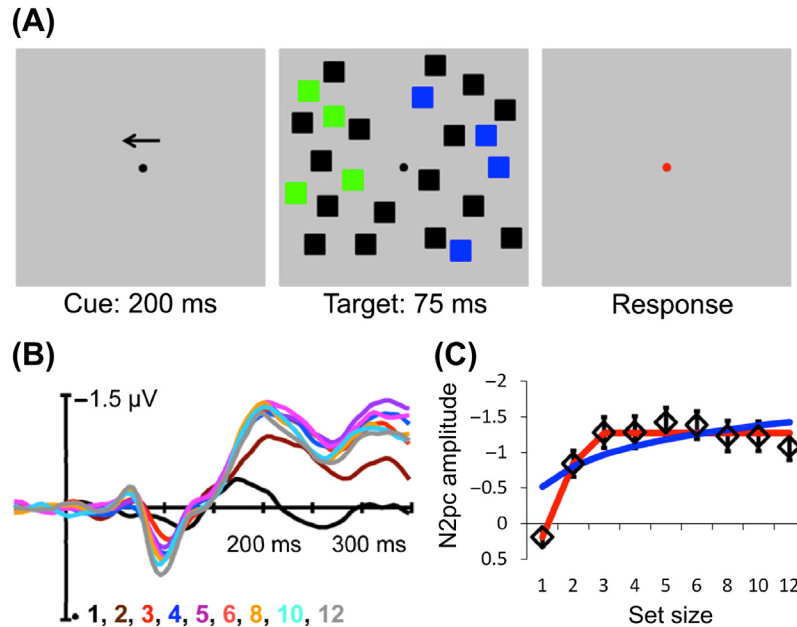 (A)
Cue: 200 ms
Target: 75 ms
Response
(B)
−1.5 µV
200 ms
300 ms
1, 2, 3, 4, 5, 6, 8, 10, 12
(C)
N2pc amplitude
−2
−1.5
−1
−0.5
0
0.5
1 2 3 4 5 6 8 10 12
Set size